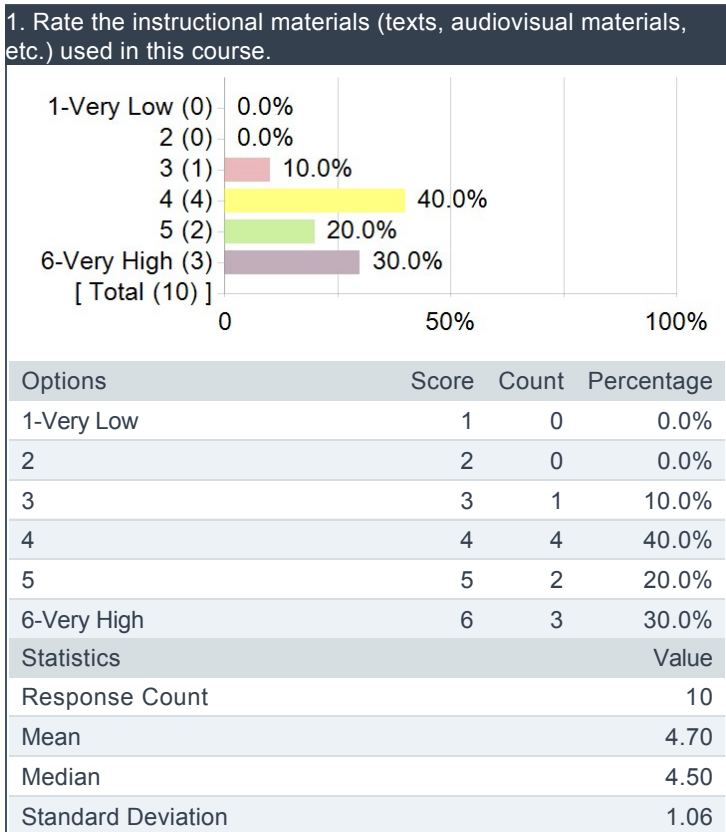 1. Rate the instructional materials (texts, audiovisual materials,
etc.) used in this course.
1-Very Low (0) 0.0%
2 (0) 0.0%
3 (1) 10.0%
4 (4) 40.0%
5 (2) 20.0%
6-Very High (3) 30.0%
[ Total (10) ]
0 50% 100%
Options Score Count Percentage
1-Very Low 1 0 0.0%
2 2 0 0.0%
3 3 1 10.0%
4 4 4 40.0%
5 5 2 20.0%
6-Very High 6 3 30.0%
Statistics Value
Response Count 10
Mean 4.70
Median 4.50
Standard Deviation 1.06